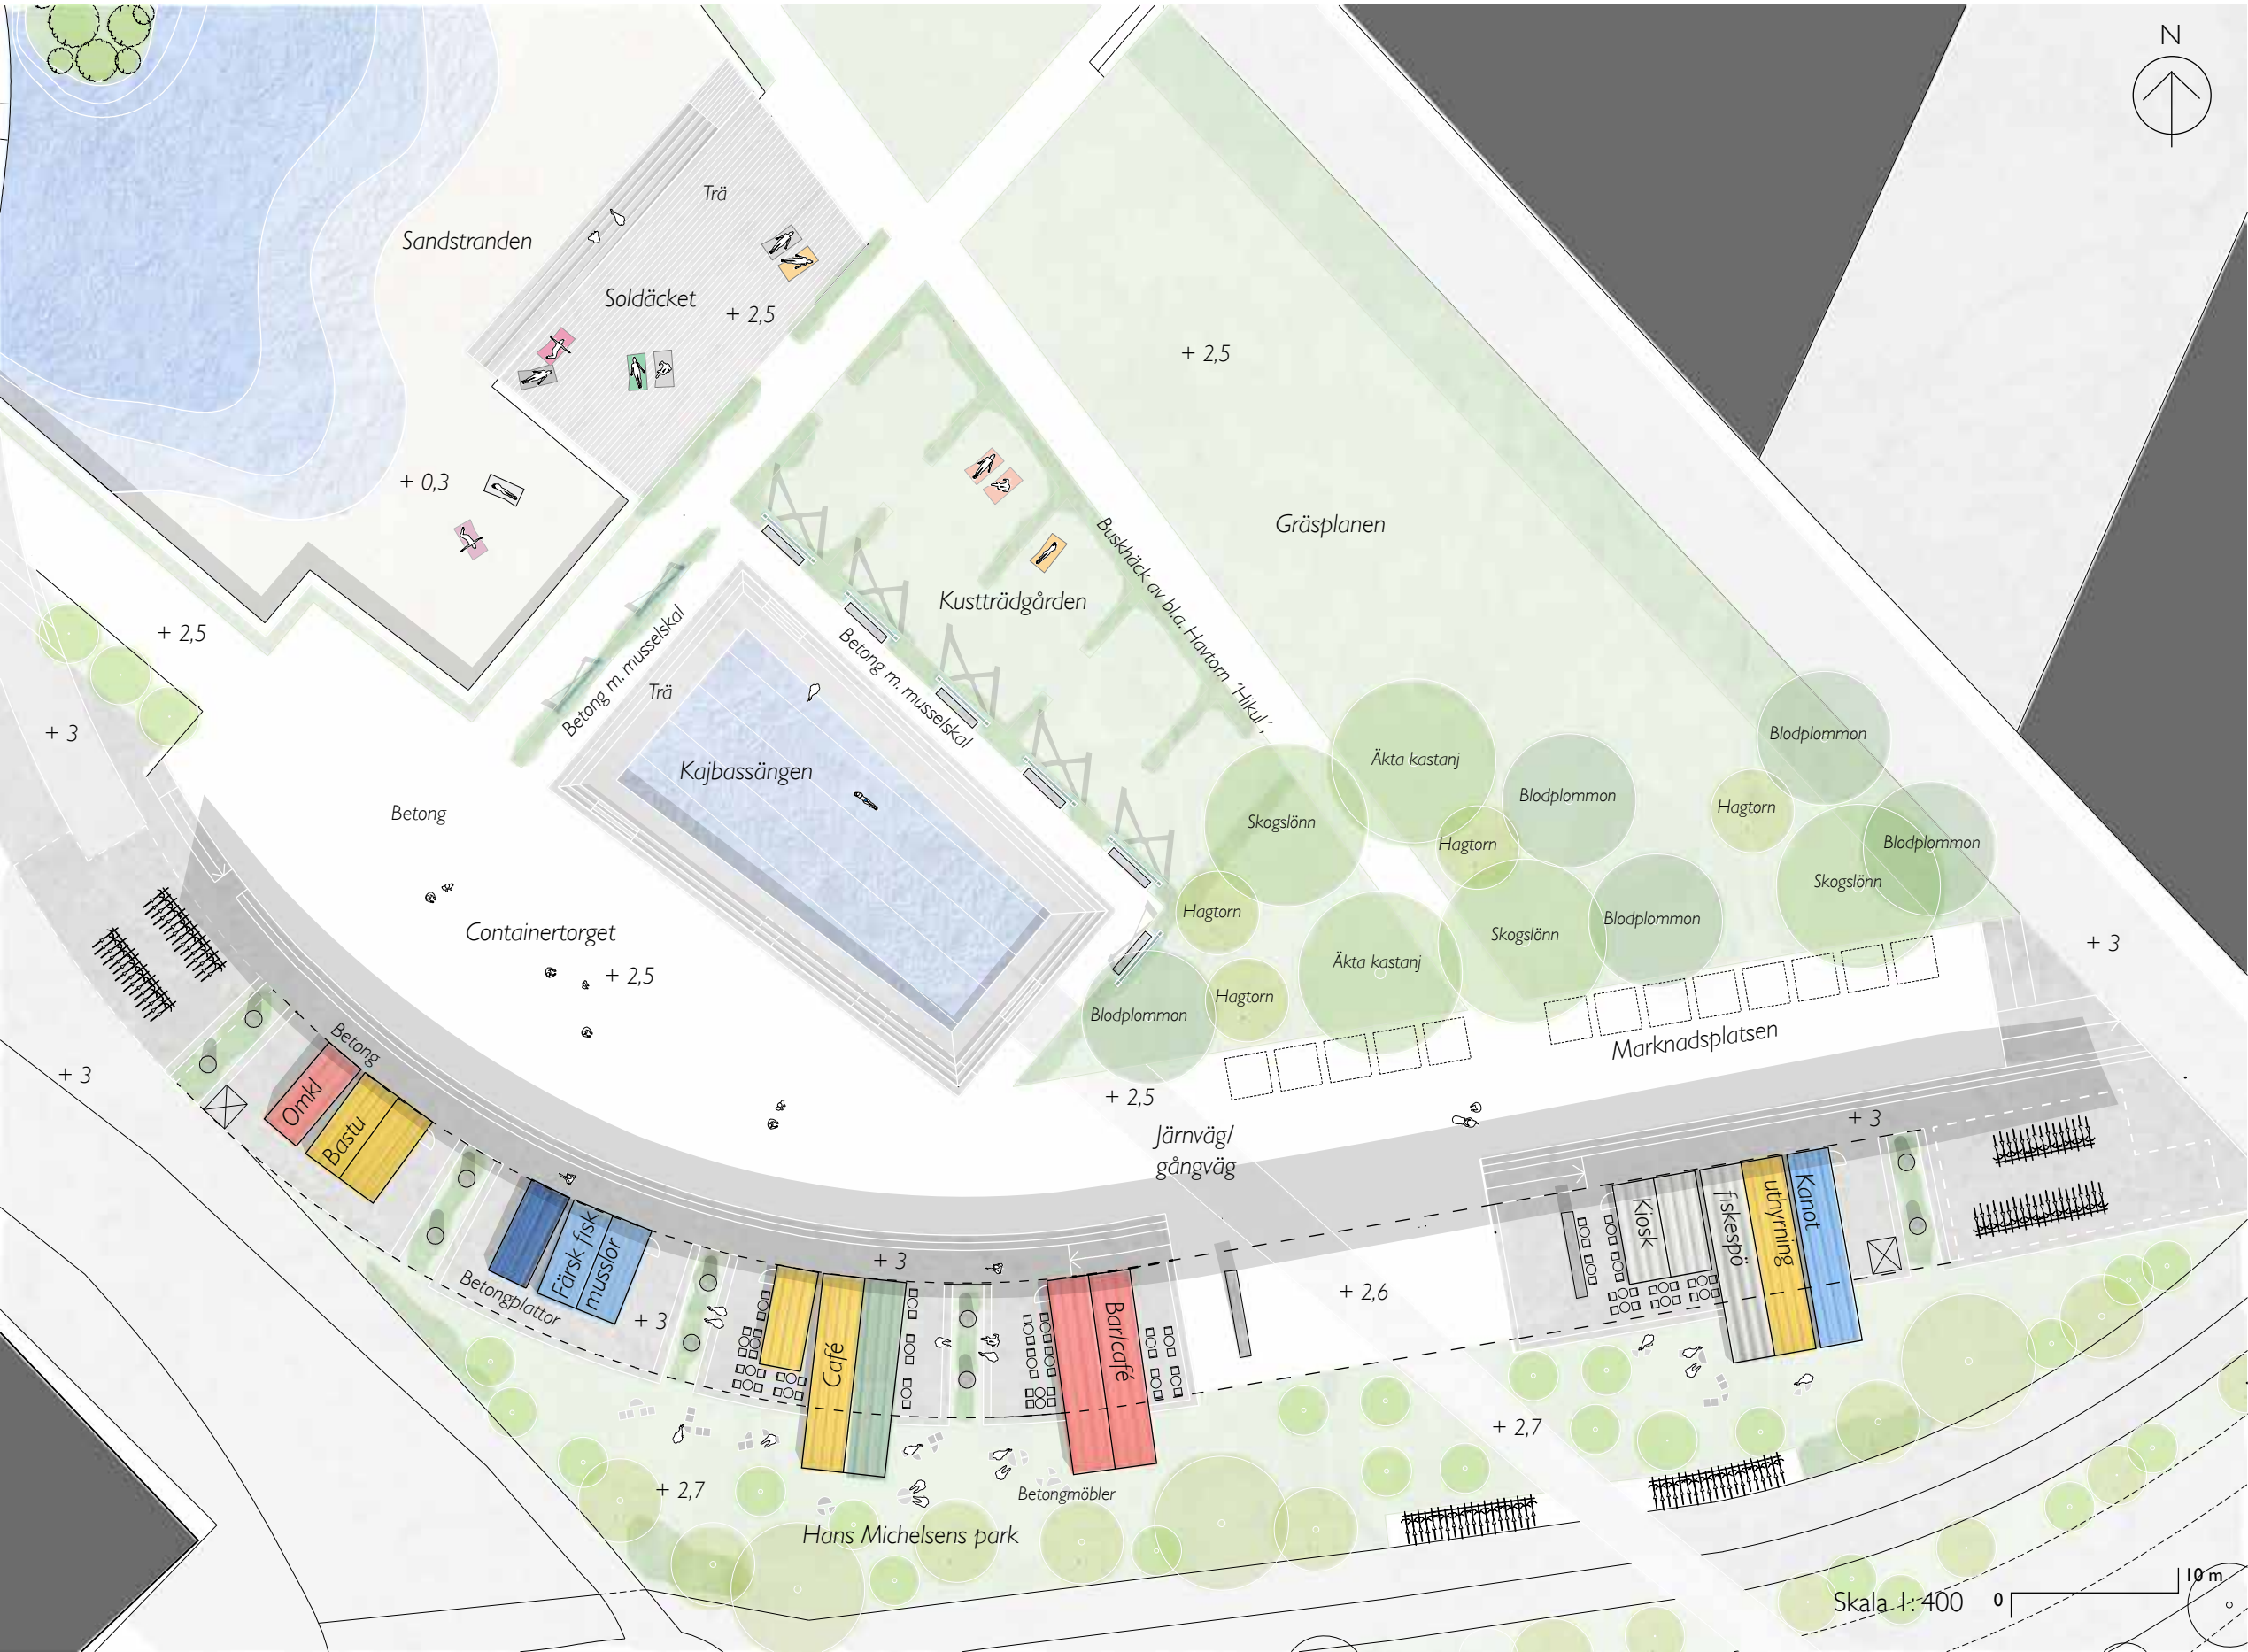 N
Trä
Sandstranden
Soldäcket
+ 2,5
+ 2,5
+ 0,3
Gräsplanen
Buskhäck av bl.a. Havtorn 'Hikul',
Kustträdgården
+ 2,5
Betong m. musselskal
Betong m. musselskal
Trä
+ 3
Kajbassängen
Blodplommon
Äkta kastanj
Blodplommon
Hagtorn
Betong
Skogslönn
Hagtorn
Blodplommon
Skogslönn
Hagtorn
Blodplommon
Containertorget
Skogslönn
+ 3
Äkta kastanj
+ 2,5
Hagtorn
Blodplommon
Marknadsplatsen
Betong
+ 3
+ 2,5
Omkl
Bastu
+ 3
Järnväg/
gångväg
Kiosk
fiskespö
uthyrning
Kanot
Färsk fisk
musslor
Betongplattor
+ 3
+ 3
+ 2,6
Café
Bar/café
+ 2,7
+ 2,7
Betongmöbler
Hans Michelsens park
Skala 1: 400
0
10 m